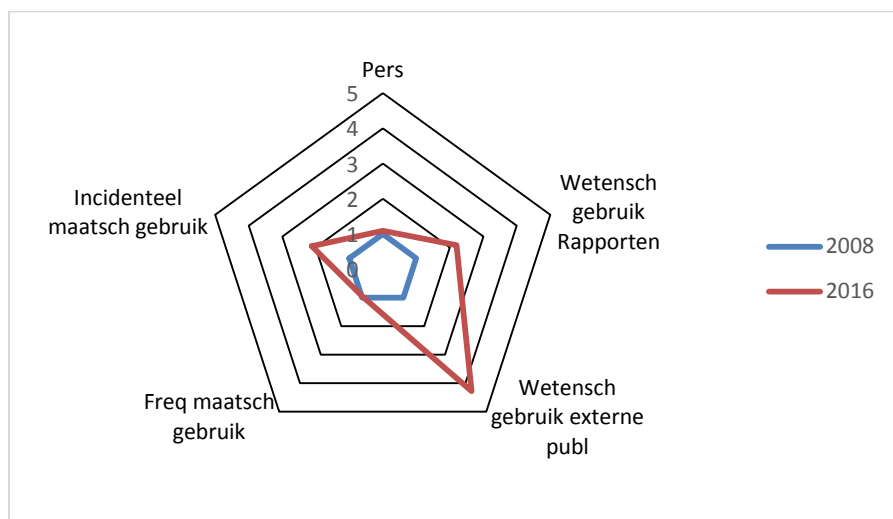 Pers
5
4
3
2
1
0
Wetensch
gebruik
Rapporten
Wetensch
gebruik externe
publ
Freq maatsch
gebruik
Incidenteel
maatsch gebruik
2008
2016